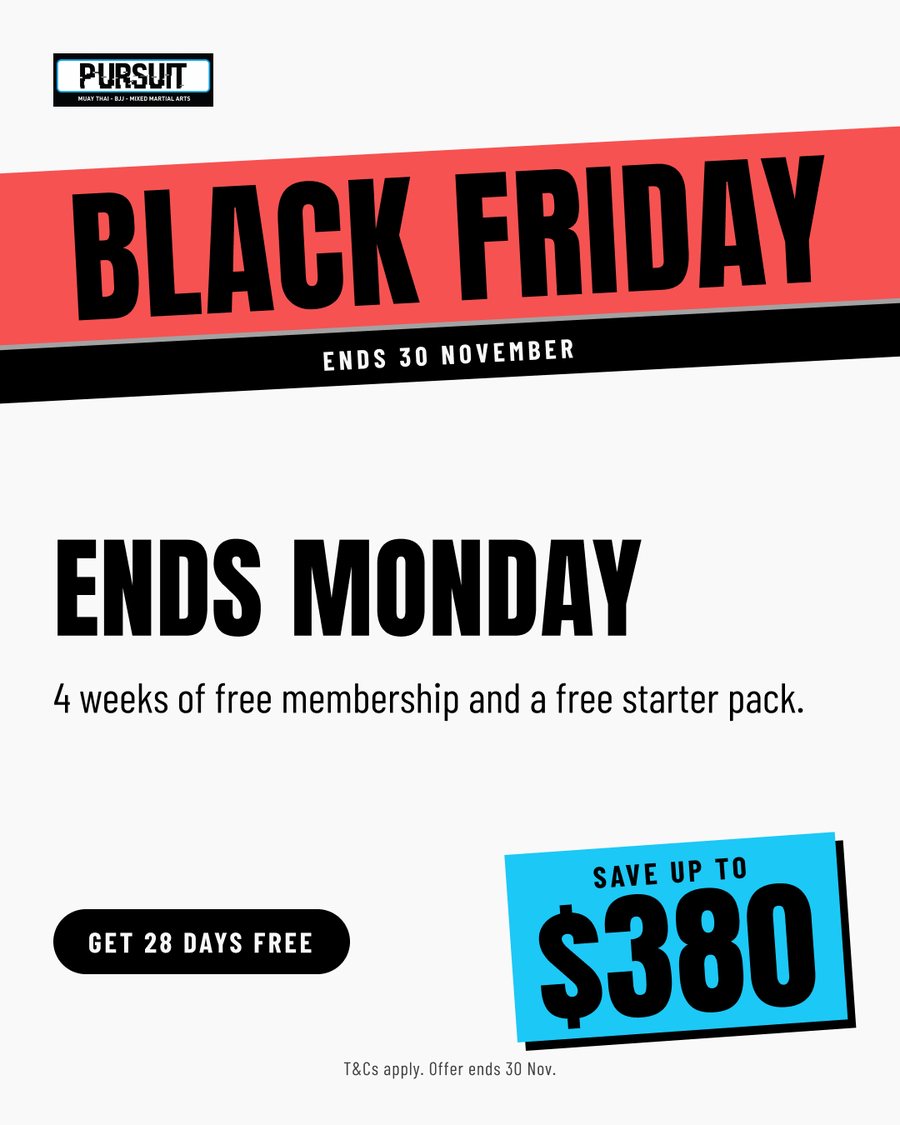 PURSUIT
MUAY THAI - BJJ - MIXED MARTIAL ARTS
BLACK FRIDAY
ENDS 30 NOVEMBER
ENDS MONDAY
4 weeks of free membership and a free starter pack.
SAVE UP TO
$380
GET 28 DAYS FREE
T&Cs apply. Offer ends 30 Nov.